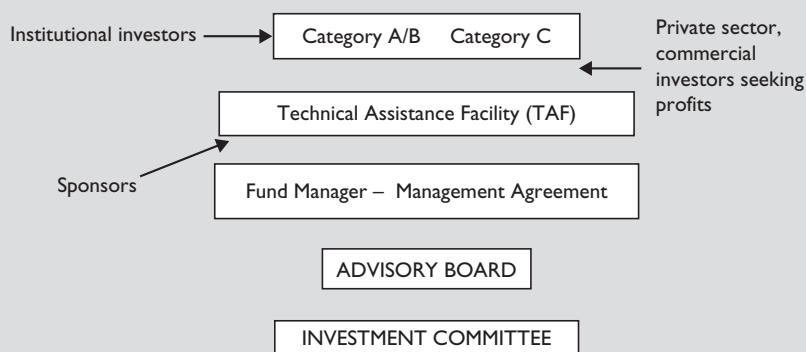 Institutional investors
Category A/B Category C
Private sector,
commercial
investors seeking
profits
Technical Assistance Facility (TAF)
Sponsors
Fund Manager – Management Agreement
ADVISORY BOARD
INVESTMENT COMMITTEE